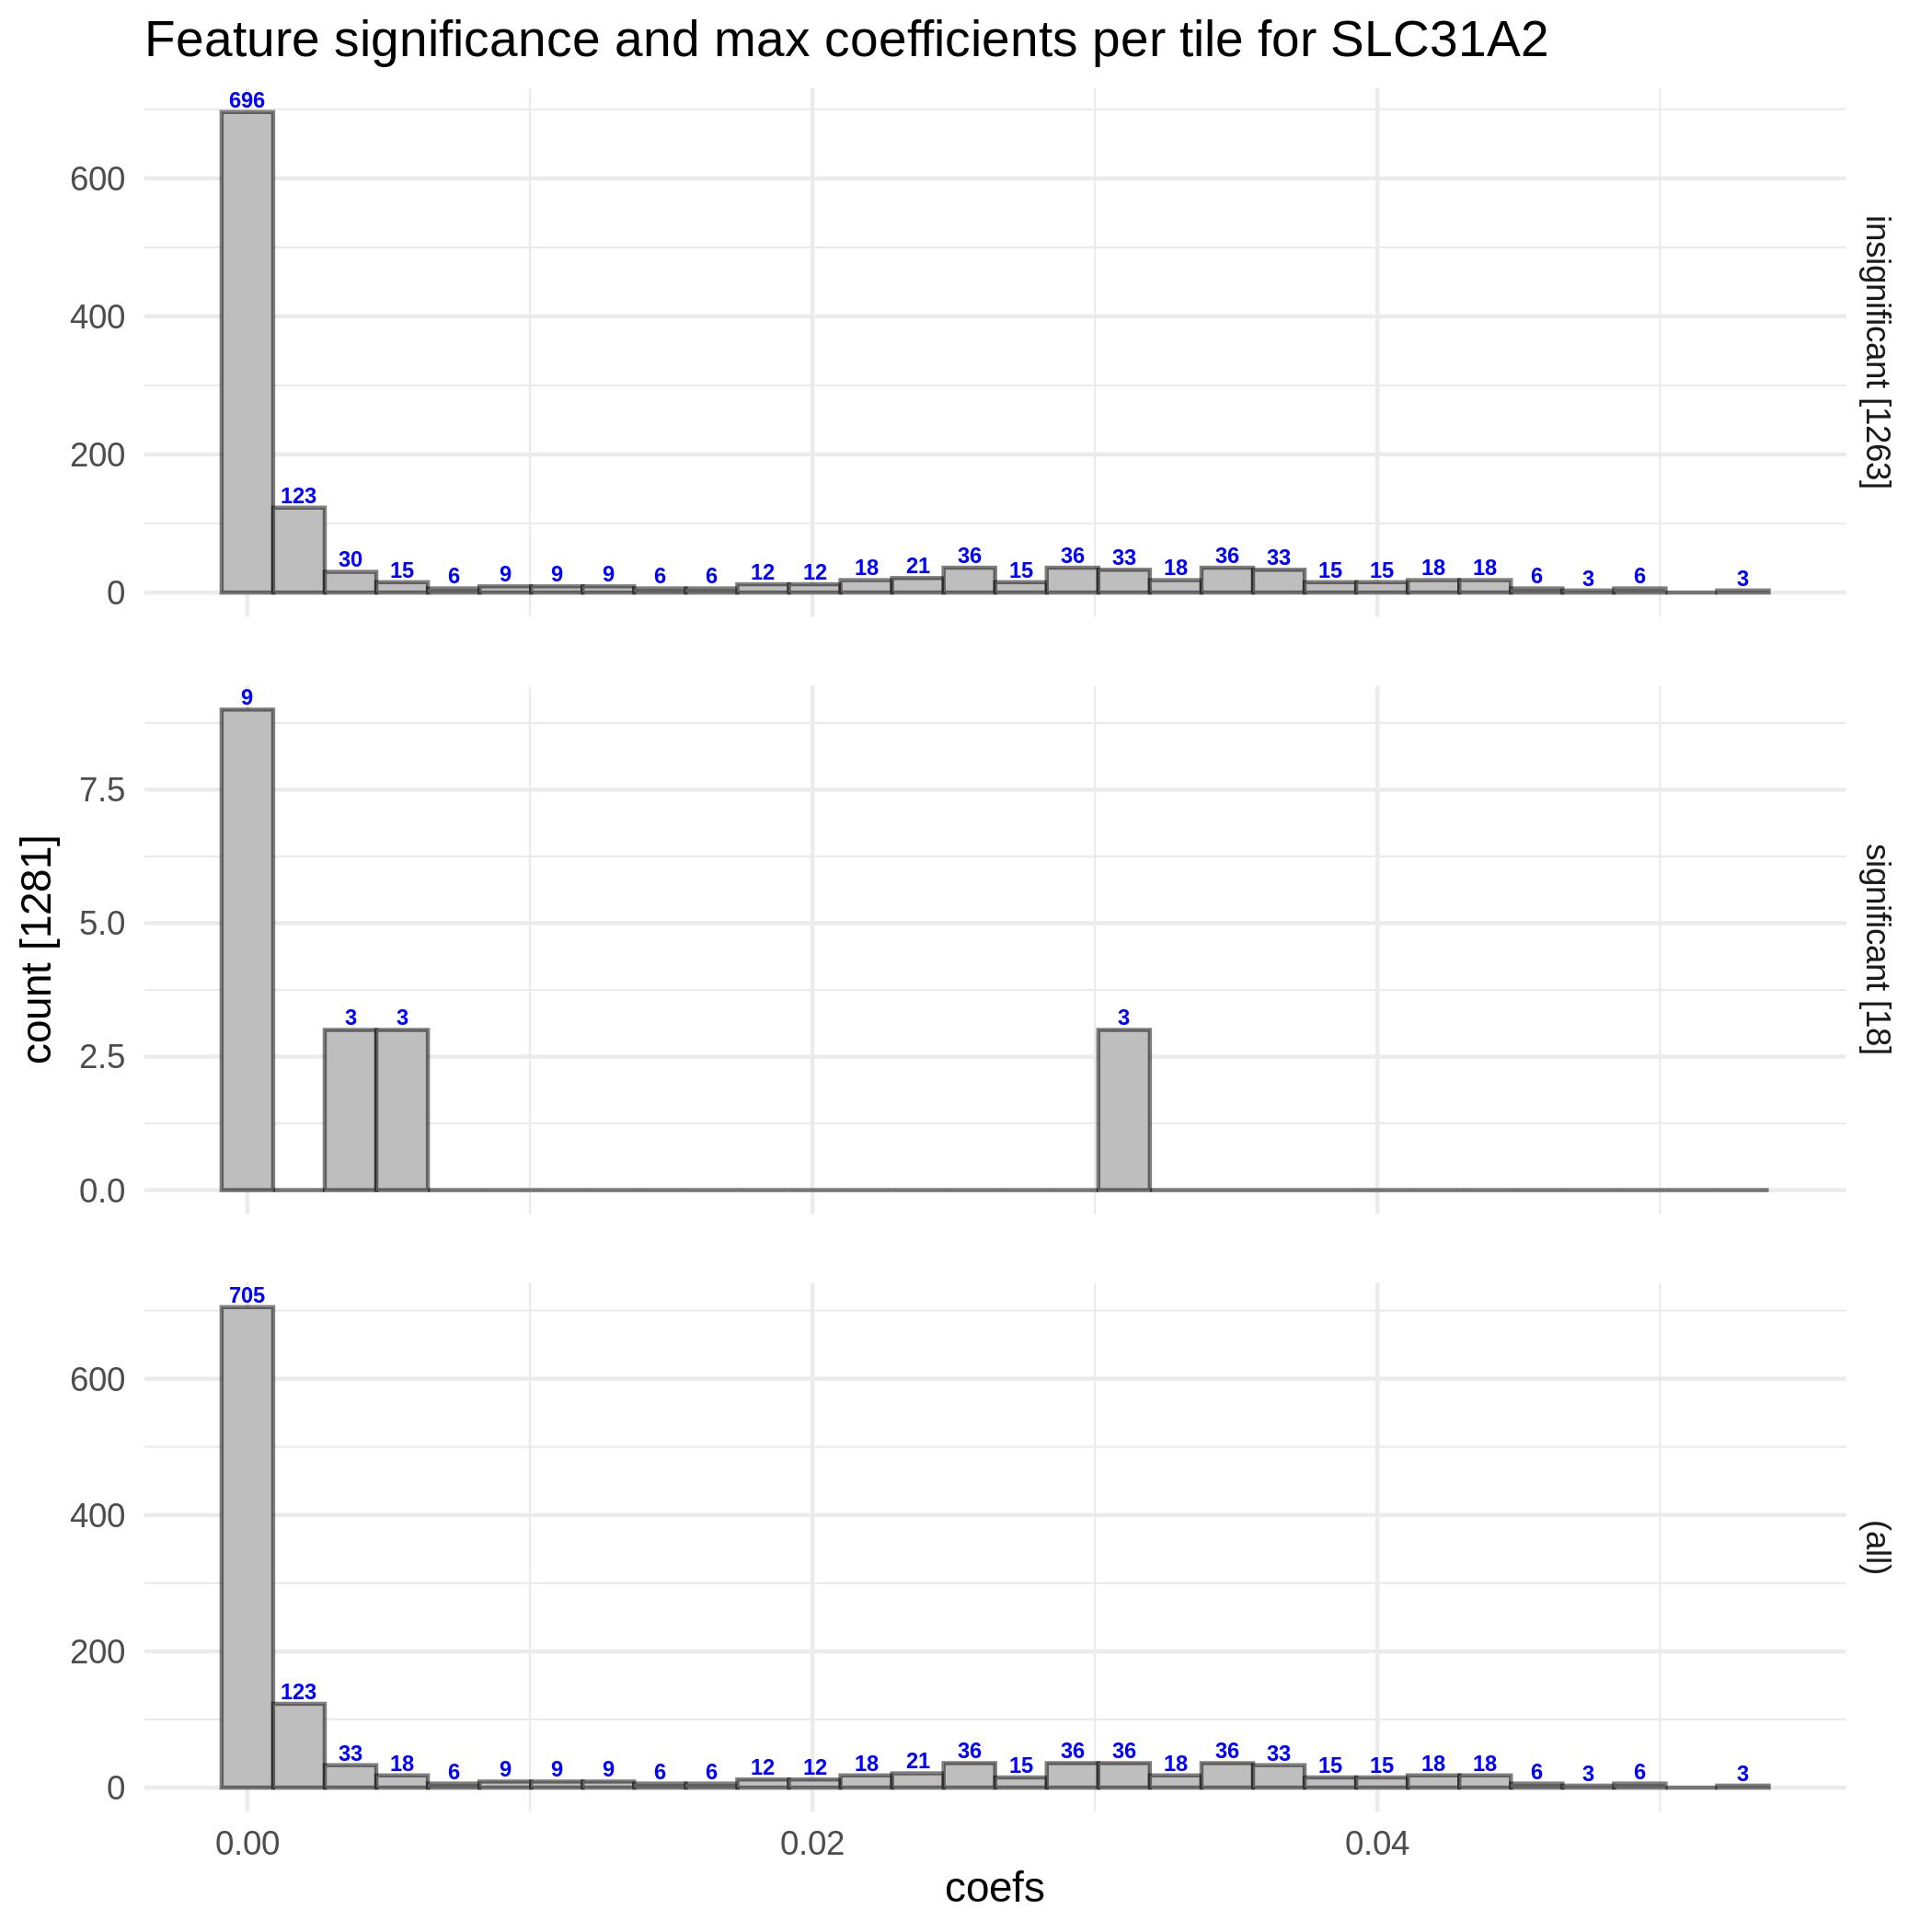 Feature significance and max coefficients per tile for SLC31A2
696
600
400
200
0
123 30 15 6 9 9 9 6 6 12 12 18 21 36 15 36 33 18 36 33 15 15 18 18 6 3 6 3
insignificant [1263]
count [1281]
9
7.5
5.0
2.5
0.0
3 3 3
significant [18]
705
600
400
200
0
123 33 18 6 9 9 9 6 6 12 12 18 21 36 15 36 36 18 36 33 15 15 18 18 6 3 6 3
(all)
0.00 0.02 0.04
coefs